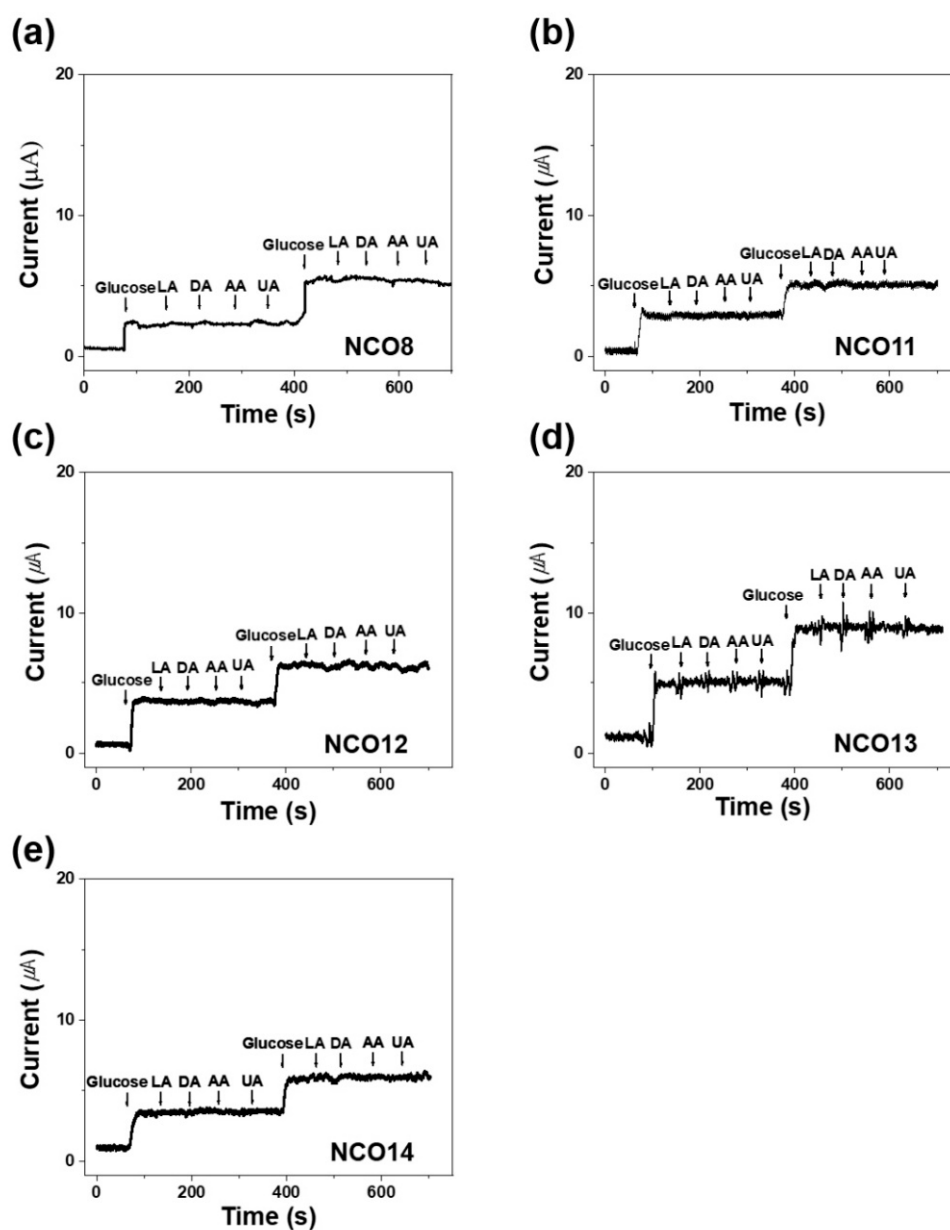 (a)
20
10
0
Current (μA)
Glucose LA DA AA UA
Glucose LA DA AA UA
NCO8
0 200 400 600
Time (s)
(b)
20
10
0
Current (μA)
Glucose LA DA AA UA
Glucose LA DA AA UA
NCO11
0 200 400 600
Time (s)
(c)
20
10
0
Current (μA)
Glucose LA DA AA UA
Glucose LA DA AA UA
NCO12
0 200 400 600
Time (s)
(d)
20
10
0
Current (μA)
Glucose LA DA AA UA
Glucose LA DA AA UA
NCO13
0 200 400 600
Time (s)
(e)
20
10
0
Current (μA)
Glucose LA DA AA UA
Glucose LA DA AA UA
NCO14
0 200 400 600
Time (s)